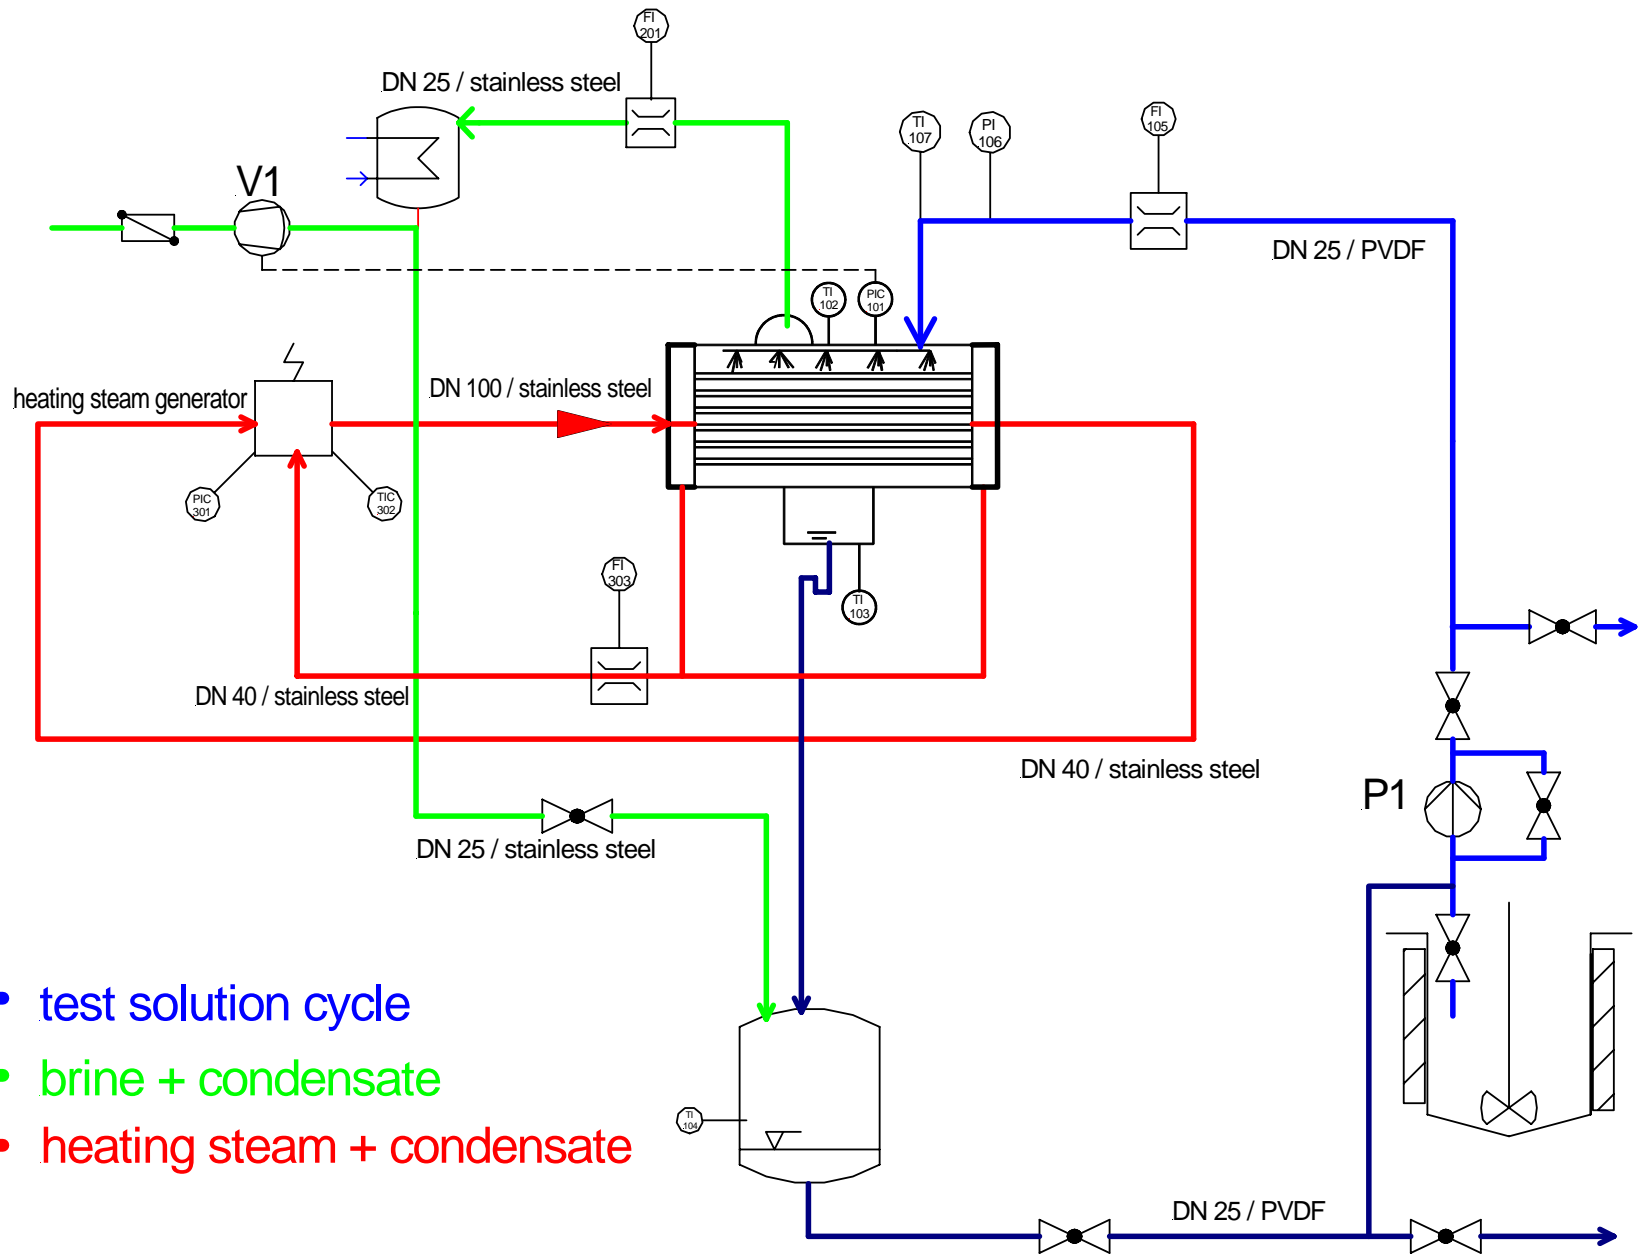 FI
201
DN 25 / stainless steel
TI
107
PI
106
FI
105
V1
DN 25 / PVDF
TI
102
PIC
101
heating steam generator
DN 100 / stainless steel
PIC
301
TIC
302
FI
303
TI
103
DN 40 / stainless steel
DN 40 / stainless steel
P1
DN 25 / stainless steel
• test solution cycle
• brine + condensate
• heating steam + condensate
TI
104
DN 25 / PVDF